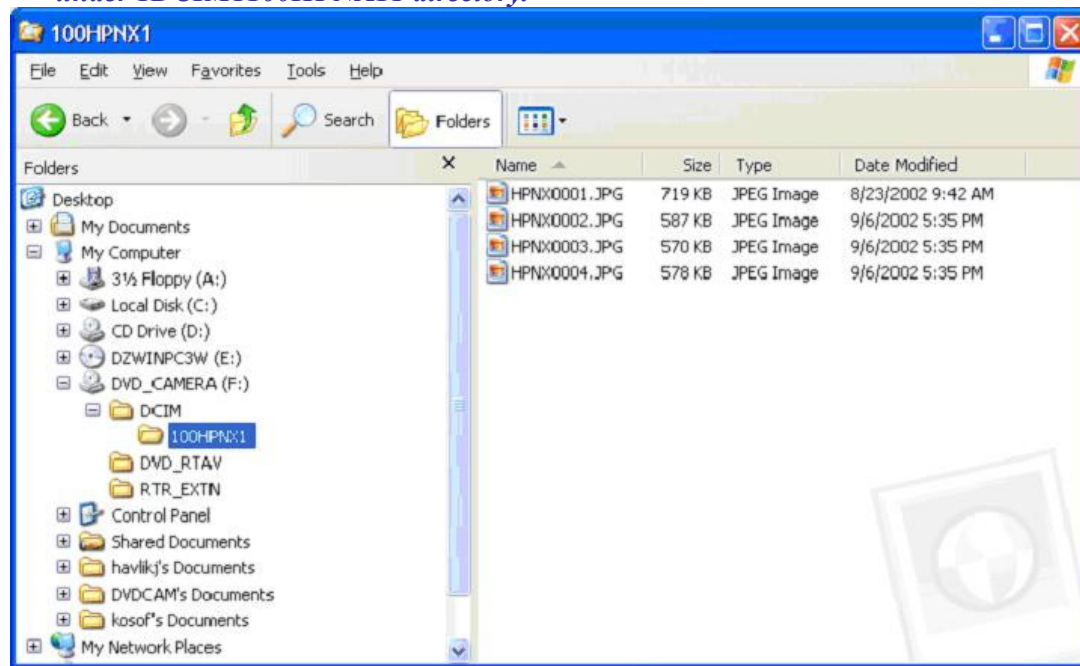 100HPNX1
File Edit View Favorites Tools Help
Back Search Folders
Folders Name Size Type Date Modified
Desktop
My Documents
My Computer
3½ Floppy (A:)
Local Disk (C:)
CD Drive (D:)
DZWINPC3W (E:)
DVD_CAMERA (F:)
DCIM
100HPNX1
DVD_RTAV
RTR_EXTN
Control Panel
Shared Documents
havlikj's Documents
DVDCAM's Documents
kosof's Documents
My Network Places
HPNX0001.JPG 719 KB JPEG Image 8/23/2002 9:42 AM
HPNX0002.JPG 587 KB JPEG Image 9/6/2002 5:35 PM
HPNX0003.JPG 570 KB JPEG Image 9/6/2002 5:35 PM
HPNX0004.JPG 578 KB JPEG Image 9/6/2002 5:35 PM